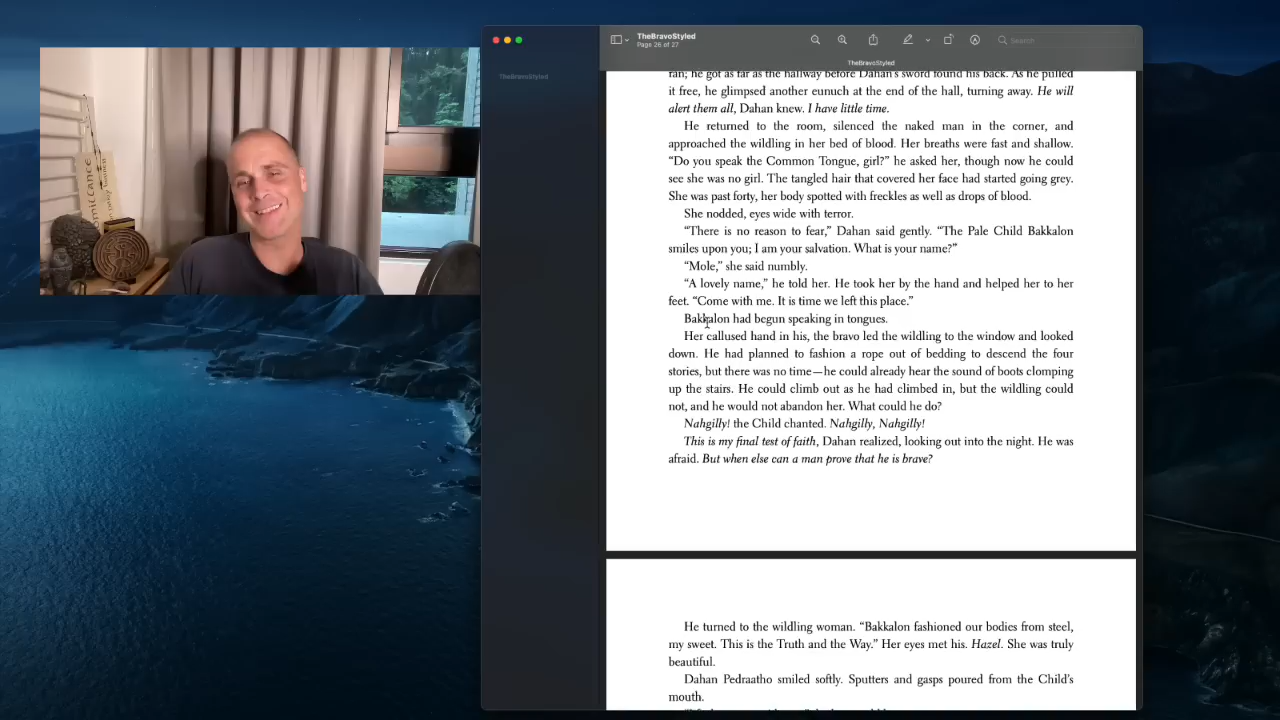 TheBravoStyled
Page 26 of 27
Search
TheBravoStyled
TheBravoStyled
ran; he got as far as the hallway before Dahan's sword found his back. As he pulled
it free, he glimpsed another eunuch at the end of the hall, turning away. He will
alert them all, Dahan knew. I have little time.
He returned to the room, silenced the naked man in the corner, and
approached the wildling in her bed of blood. Her breaths were fast and shallow.
“Do you speak the Common Tongue, girl?” he asked her, though now he could
see she was no girl. The tangled hair that covered her face had started going grey.
She was past forty, her body spotted with freckles as well as drops of blood.
She nodded, eyes wide with terror.
“There is no reason to fear,” Dahan said gently. “The Pale Child Bakkalon
smiles upon you; I am your salvation. What is your name?”
“Mole,” she said numbly.
“A lovely name,” he told her. He took her by the hand and helped her to her
feet. “Come with me. It is time we left this place.”
Bakkalon had begun speaking in tongues.
Her callused hand in his, the bravo led the wildling to the window and looked
down. He had planned to fashion a rope out of bedding to descend the four
stories, but there was no time—he could already hear the sound of boots clomping
up the stairs. He could climb out as he had climbed in, but the wildling could
not, and he would not abandon her. What could he do?
Nahgilly! the Child chanted. Nahgilly, Nahgilly!
This is my final test of faith, Dahan realized, looking out into the night. He was
afraid. But when else can a man prove that he is brave?
He turned to the wildling woman. “Bakkalon fashioned our bodies from steel,
my sweet. This is the Truth and the Way.” Her eyes met his. Hazel. She was truly
beautiful.
Dahan Pedraatho smiled softly. Sputters and gasps poured from the Child's
mouth.